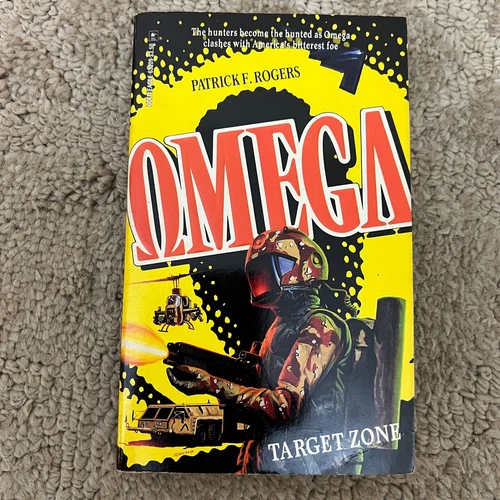 The hunters become the hunted as Omega
clashes with America's bitterest foe
PATRICK F. ROGERS
OMEGA
TARGET ZONE